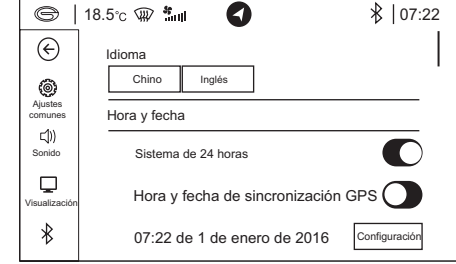 18.5°C
07:22
Idioma
Chino
Inglés
Ajustes
comunes
Hora y fecha
Sonido
Sistema de 24 horas
Visualización
Hora y fecha de sincronización GPS
07:22 de 1 de enero de 2016
Configuración